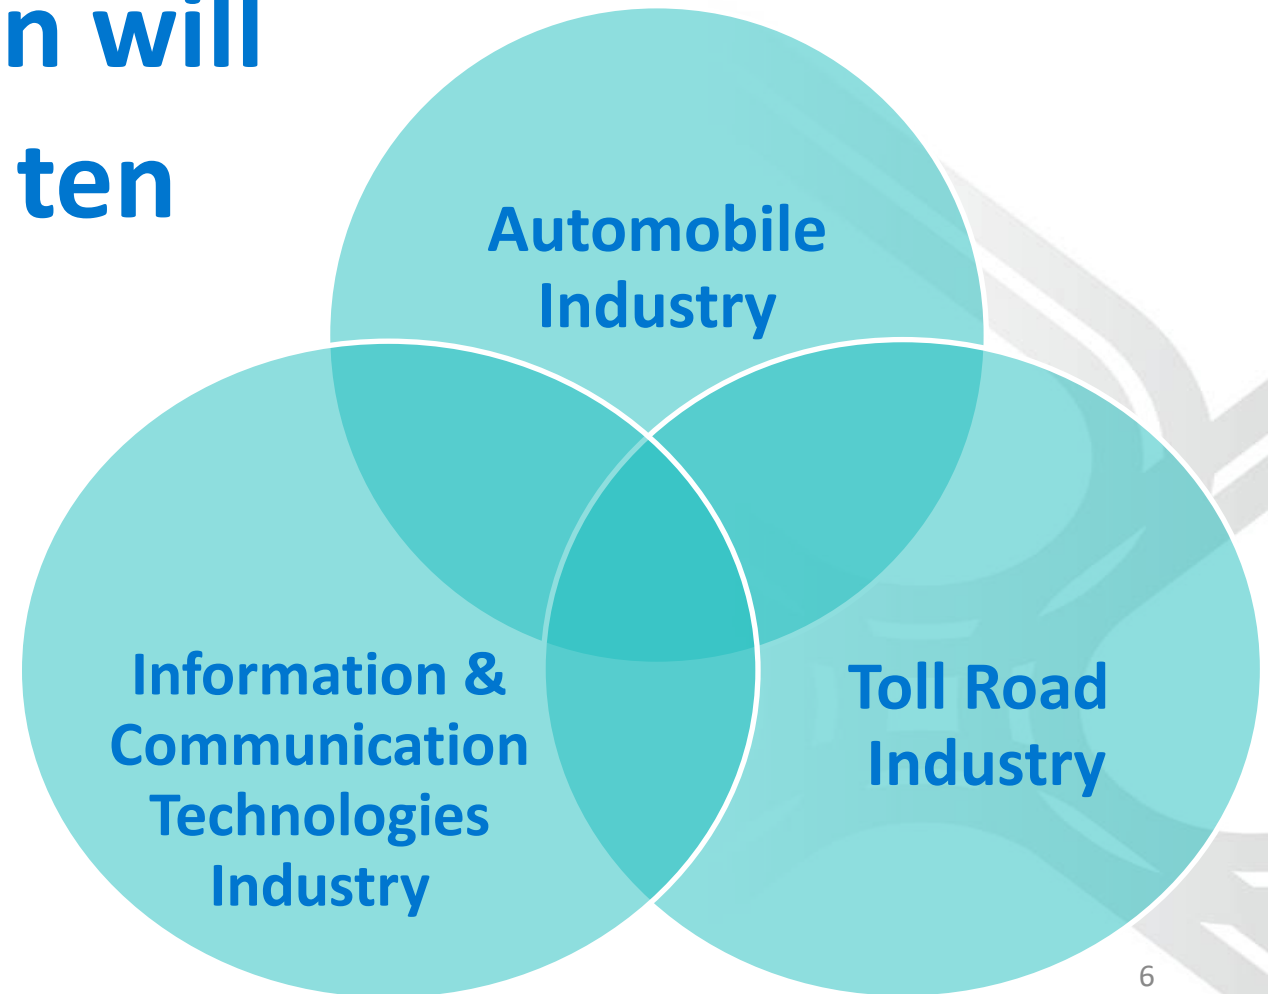 n will
ten
Automobile
Industry
Information &
Communication
Technologies
Industry
Toll Road
Industry
6